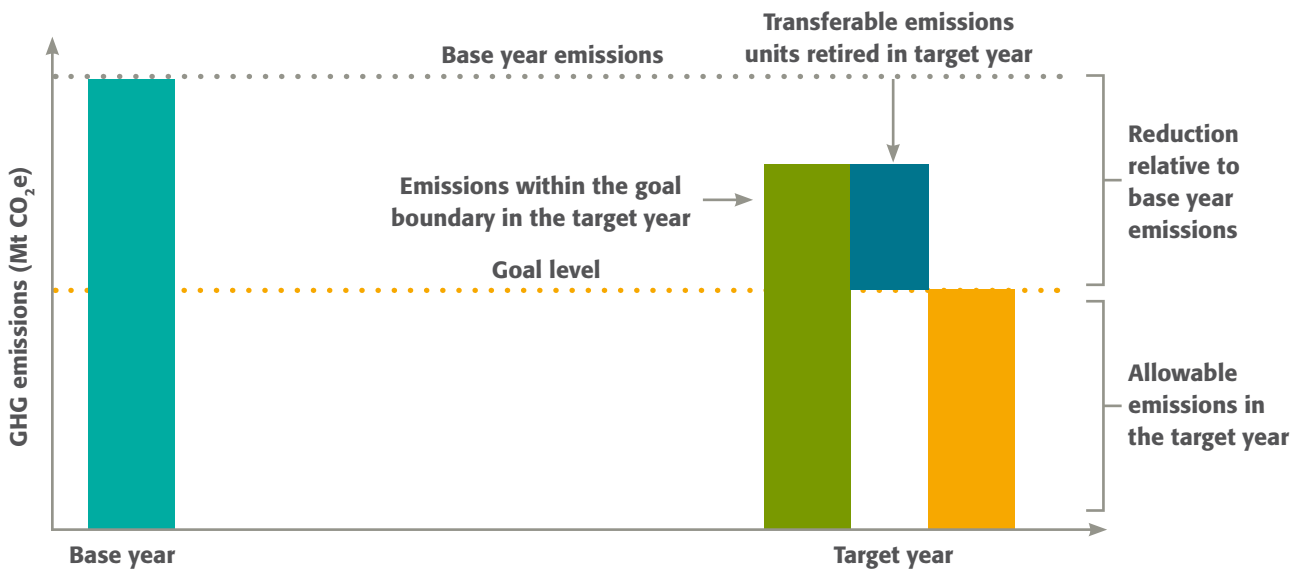 Transferable emissions
units retired in target year
Base year emissions
Reduction
relative to
base year
emissions
Emissions within the goal
boundary in the target year
Goal level
GHG emissions (Mt CO₂e)
Allowable
emissions in
the target year
Base year
Target year